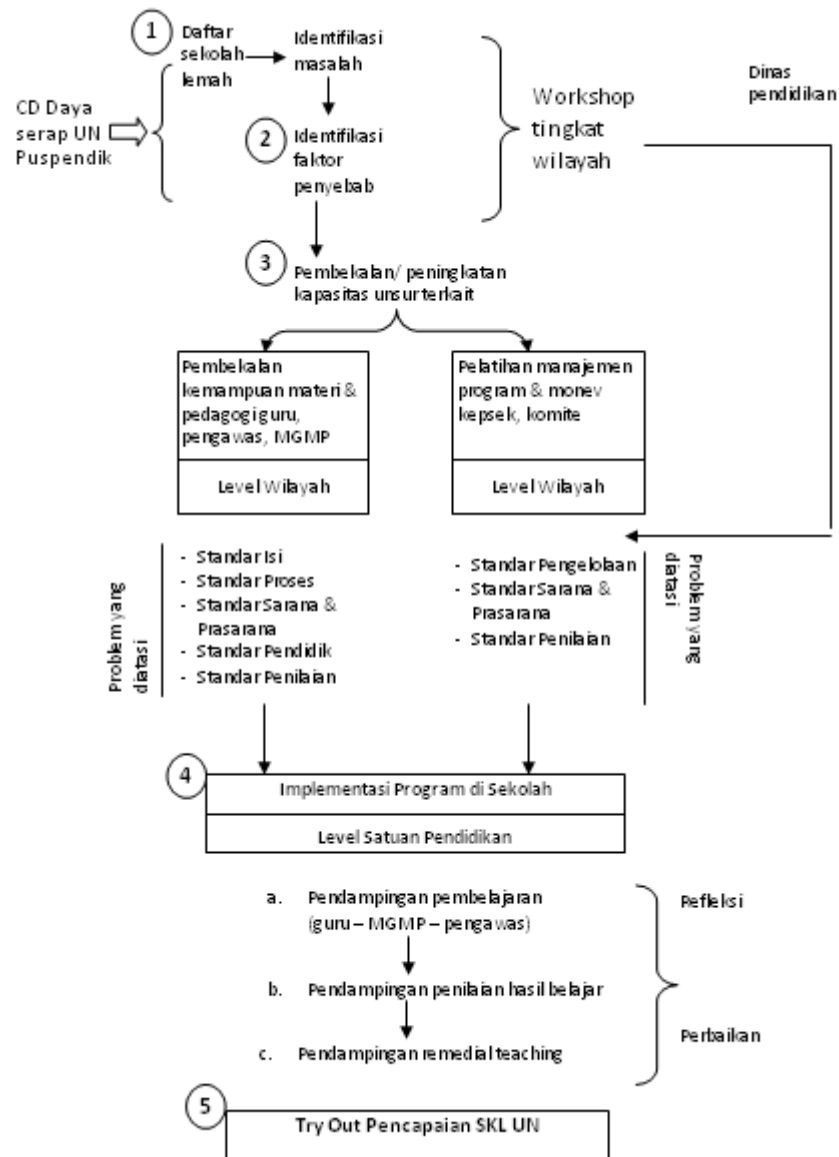 1
Daftar
sekolah
lemah
Identifikasi
masalah
CD Daya
serap UN
Puspendik
2
Identifikasi
faktor
penyebab
Workshop
tingkat
wilayah
Dinas
pendidikan
3
Pembekalan/ peningkatan
kapasitas unsur terkait
Pembekalan
kemampuan materi &
pedagogi guru,
pengawas, MGMP
Level Wilayah
Pelatihan manajemen
program & monev
kepsek, komite
Level Wilayah
Problem yang
diatasi
- Standar Isi
- Standar Proses
- Standar Sarana &
Prasarana
- Standar Pendidik
- Standar Penilaian
- Standar Pengelolaan
- Standar Sarana &
Prasarana
- Standar Penilaian
Problem yang
diatasi
4
Implementasi Program di Sekolah
Level Satuan Pendidikan
a. Pendampingan pembelajaran
(guru – MGMP – pengawas)
b. Pendampingan penilaian hasil belajar
c. Pendampingan remedial teaching
Refleksi
Perbaikan
5
Try Out Pencapaian SKL UN